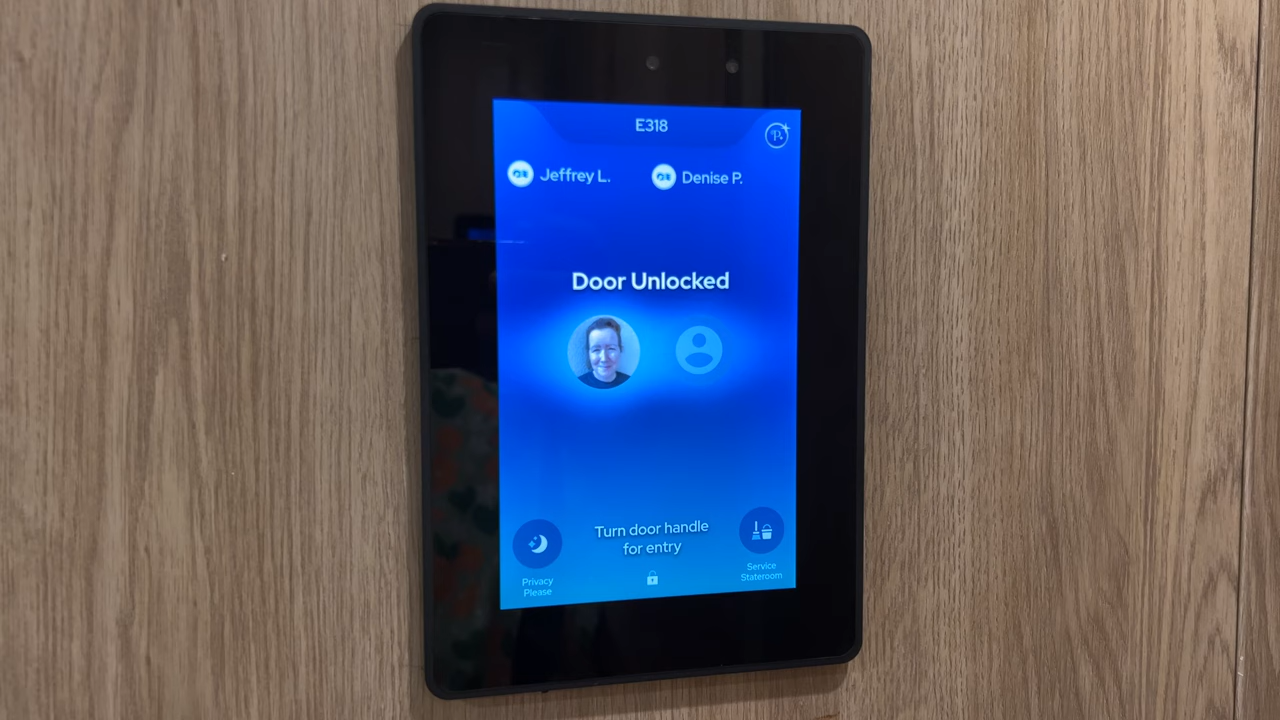 E318
Jeffrey L.
Denise P.
Door Unlocked
Turn door handle
for entry
Privacy
Please
Service
Stateroom